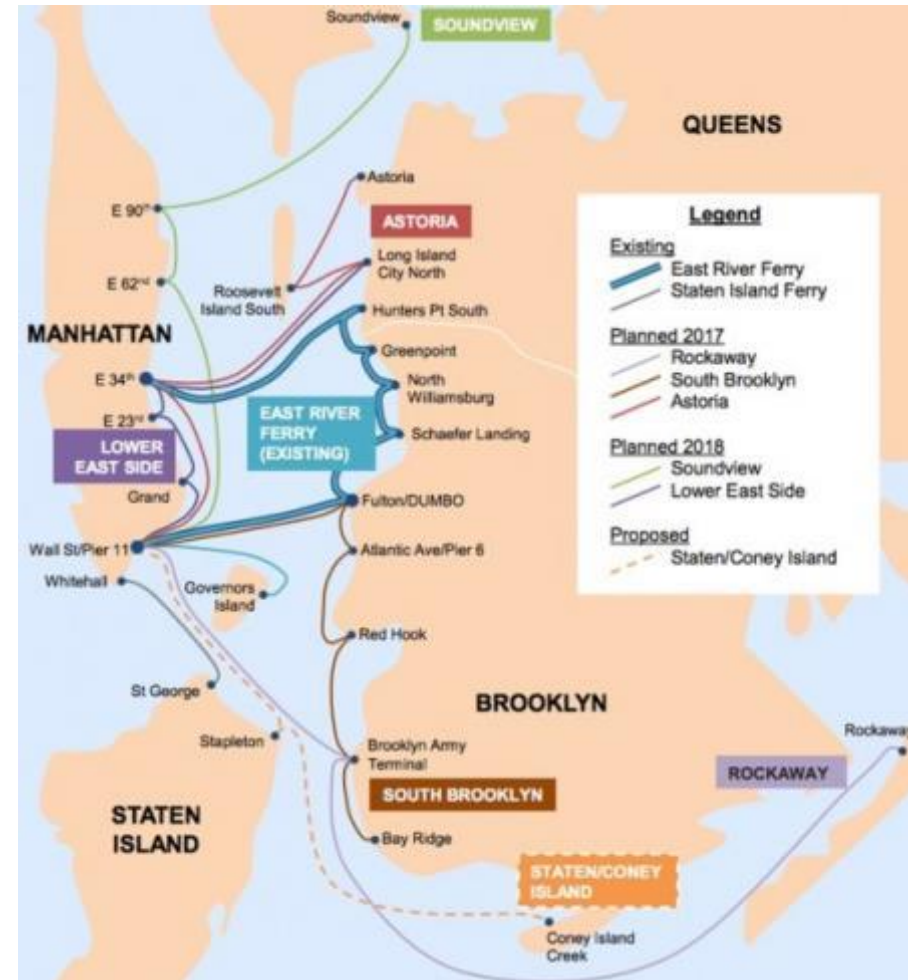 Soundview
SOUNDVIEW
QUEENS
Astoria
E 90th
ASTORIA
Long Island
City North
E 62nd
Roosevelt
Island South
Hunters Pt South
MANHATTAN
Greenpoint
E 34th
North
Williamsburg
E 23rd
EAST RIVER
FERRY
(EXISTING)
Schaefer Landing
LOWER
EAST SIDE
Grand
Fulton/DUMBO
Wall St/Pier 11
Atlantic Ave/Pier 6
Whitehall
Governors
Island
Red Hook
St George
BROOKLYN
Stapleton
Rockaway
Brooklyn Army
Terminal
ROCKAWAY
SOUTH BROOKLYN
STATEN
ISLAND
Bay Ridge
STATEN/CONEY
ISLAND
Coney Island
Creek
Legend
Existing
East River Ferry
Staten Island Ferry
Planned 2017
Rockaway
South Brooklyn
Astoria
Planned 2018
Soundview
Lower East Side
Proposed
Staten/Coney Island